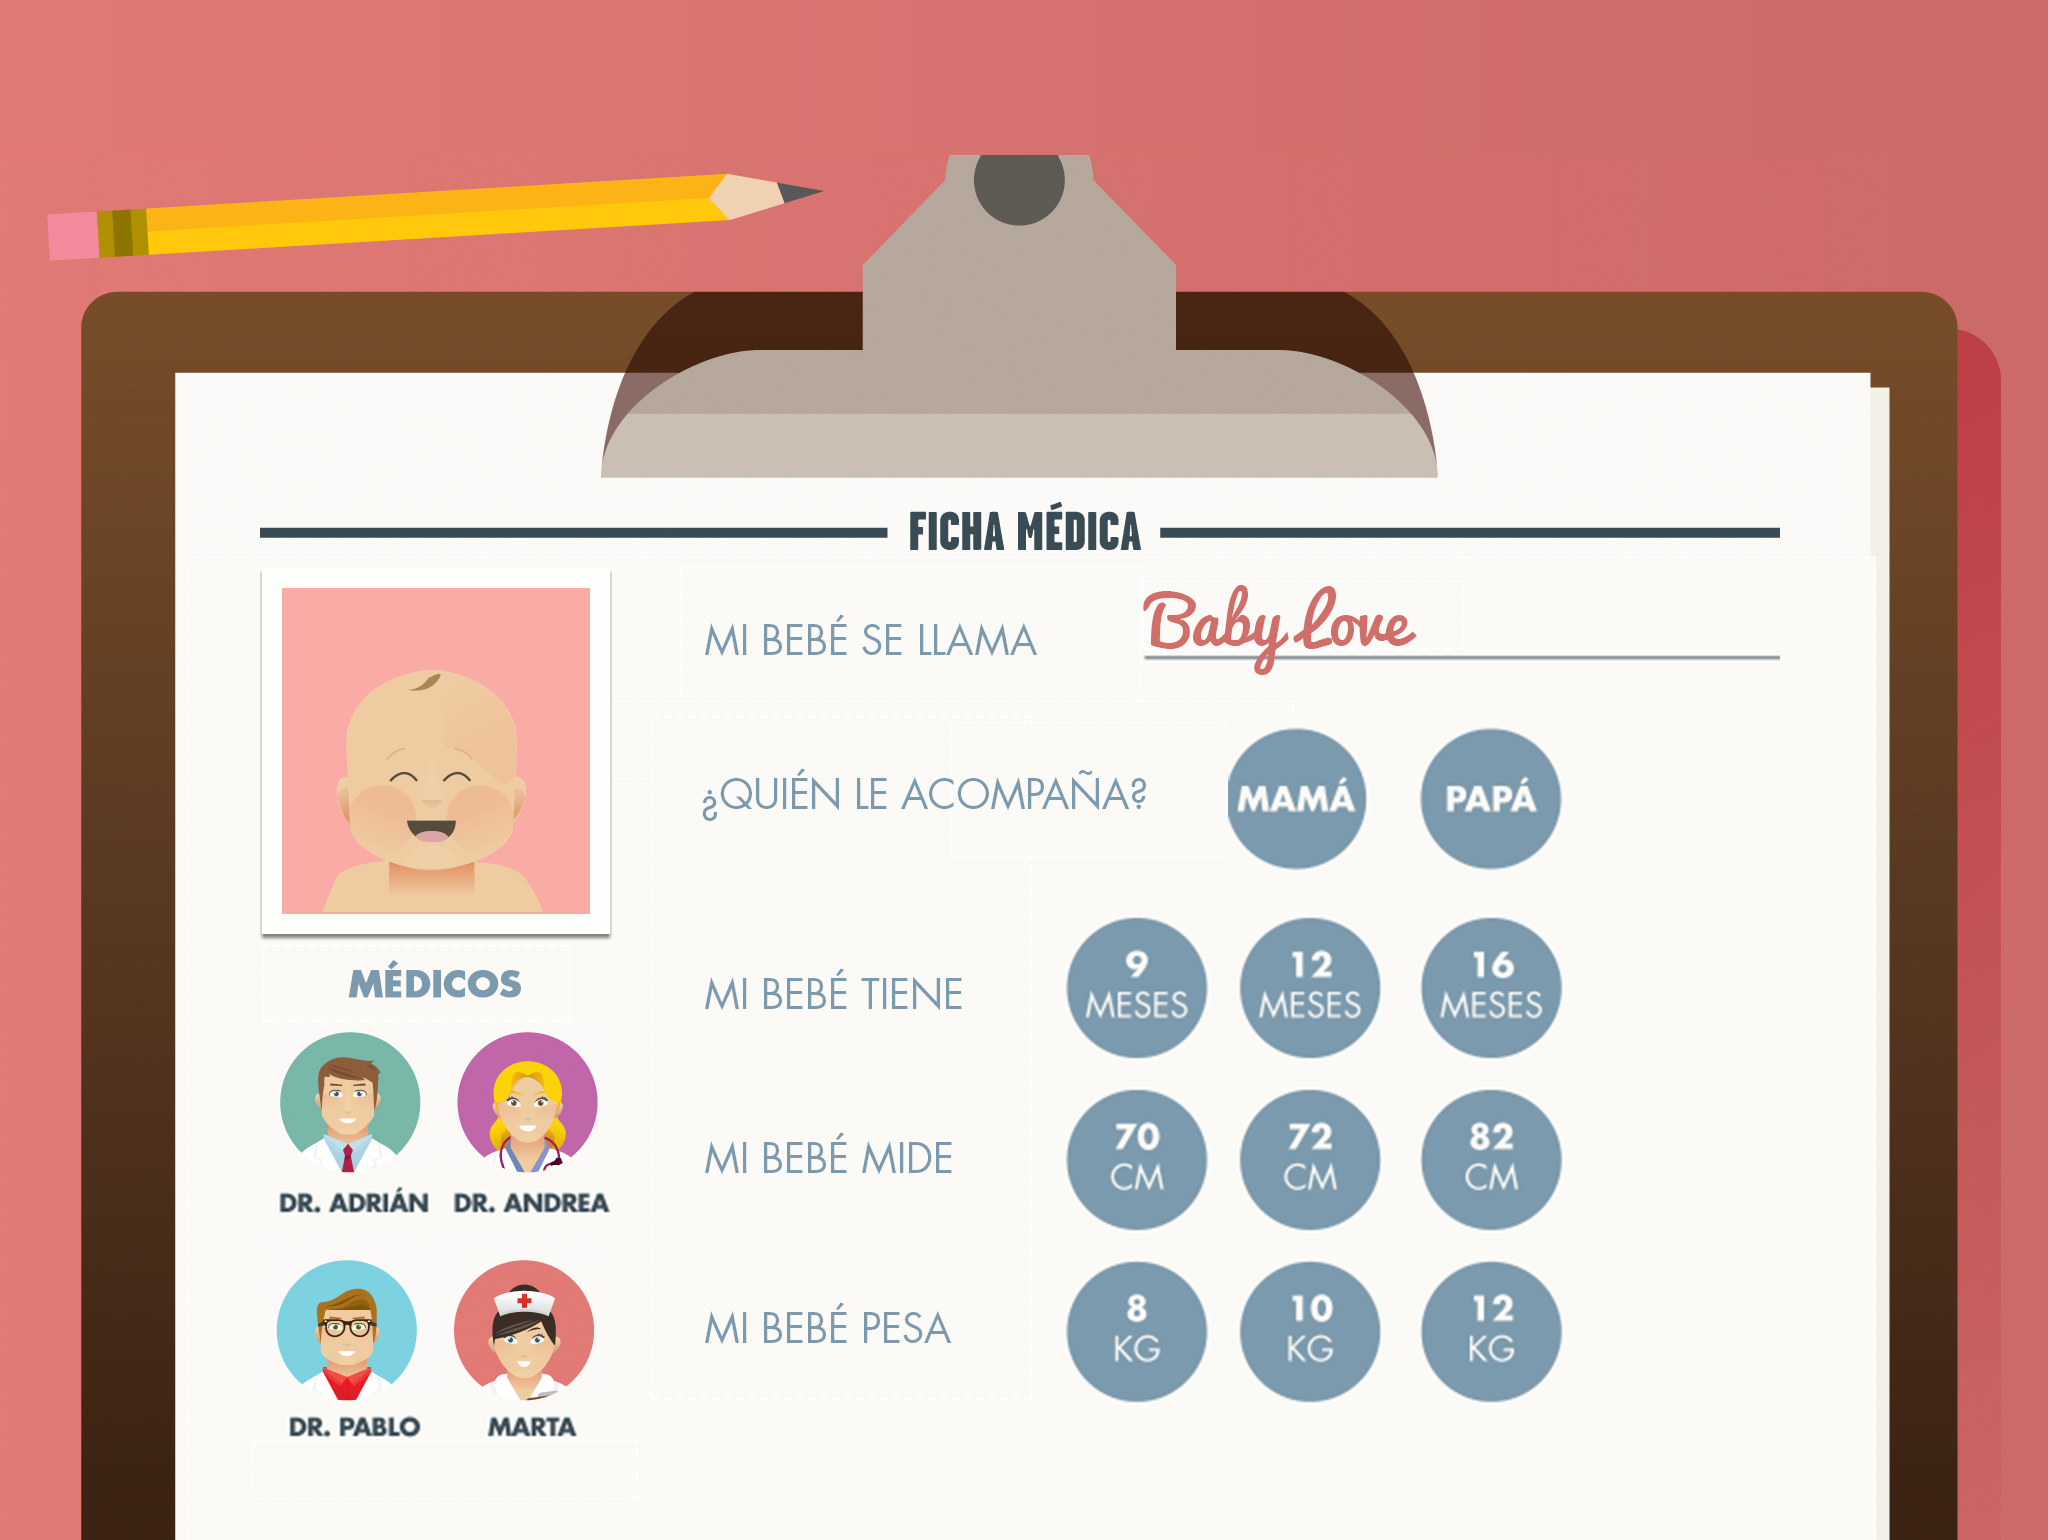 FICHA MÉDICA
MI BEBÉ SE LLAMA
Baby Love
¿QUIÉN LE ACOMPAÑA?
MAMÁ
PAPÁ
MI BEBÉ TIENE
9
MESES
12
MESES
16
MESES
MI BEBÉ MIDE
70
CM
72
CM
82
CM
MI BEBÉ PESA
8
KG
10
KG
12
KG
MÉDICOS
DR. ADRIÁN
DR. ANDREA
DR. PABLO
MARTA